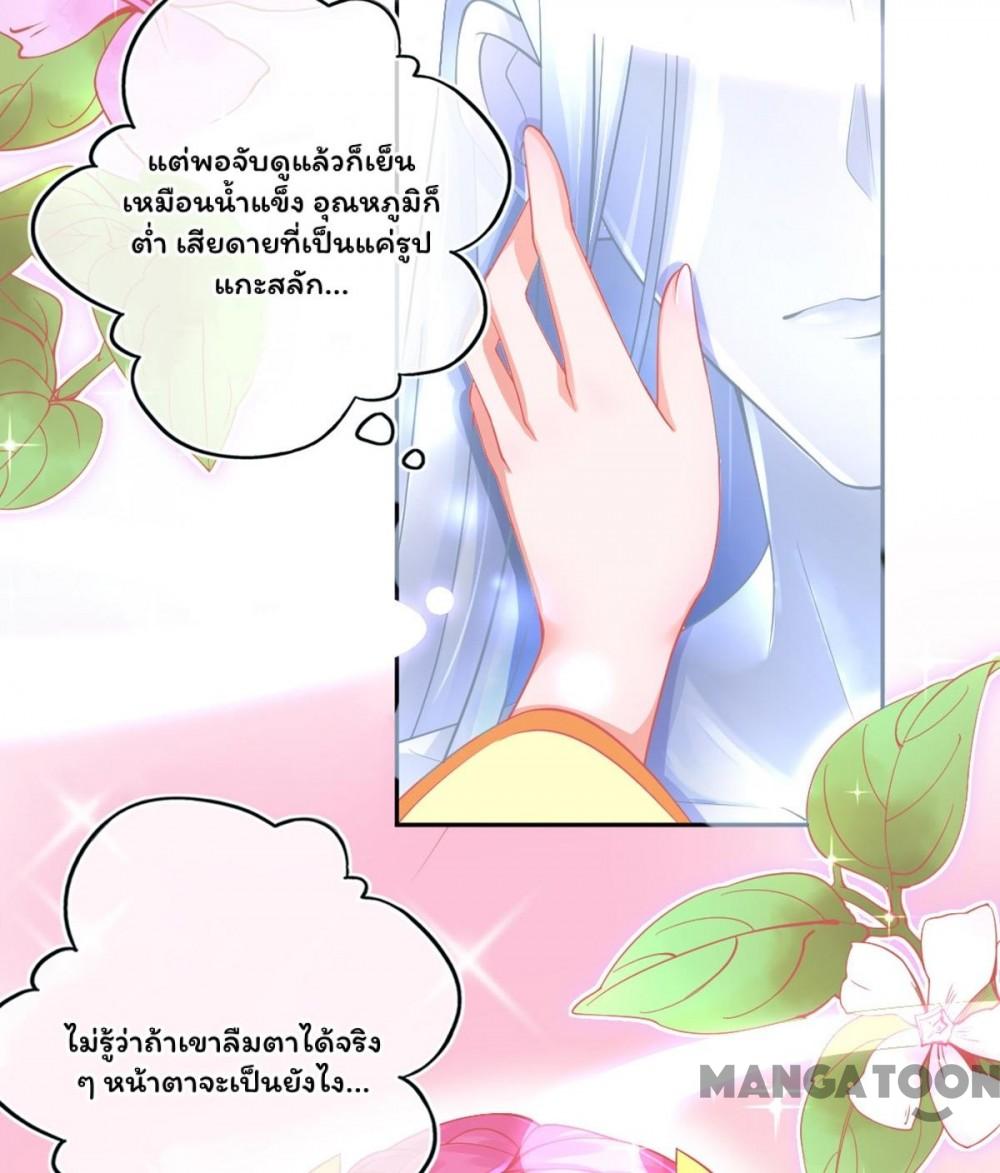 แต่พอจับดูแล้วก็เย็น
เหมือนน้ำแข็ง อุณหภูมิก็
ต่ำ เสียดายที่เป็นแค่รูป
แกะสลัก...
ไม่รู้ว่าถ้าเขาลืมตาได้จริง
ๆ หน้าตาจะเป็นยังไง...
MANGATOON